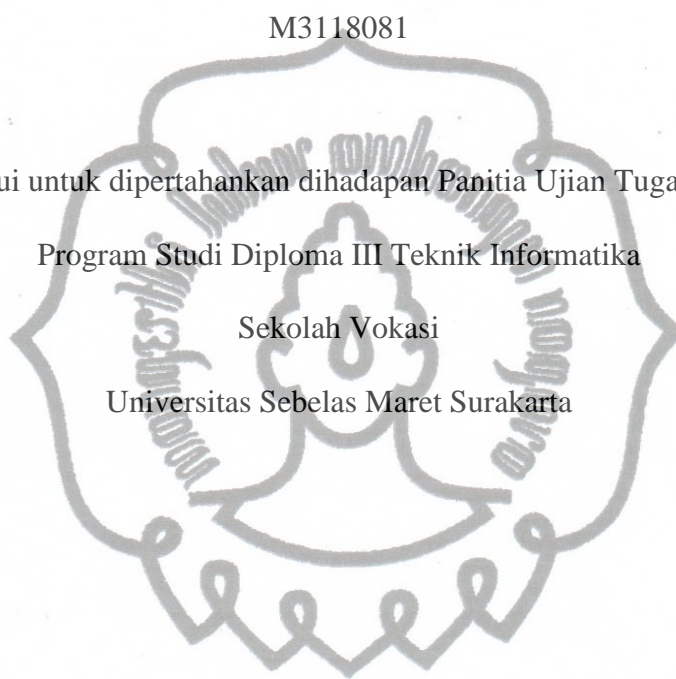 M3118081
ui untuk dipertahankan dihadapan Panitia Ujian Tuga
Program Studi Diploma III Teknik Informatika
Sekolah Vokasi
Universitas Sebelas Maret Surakarta